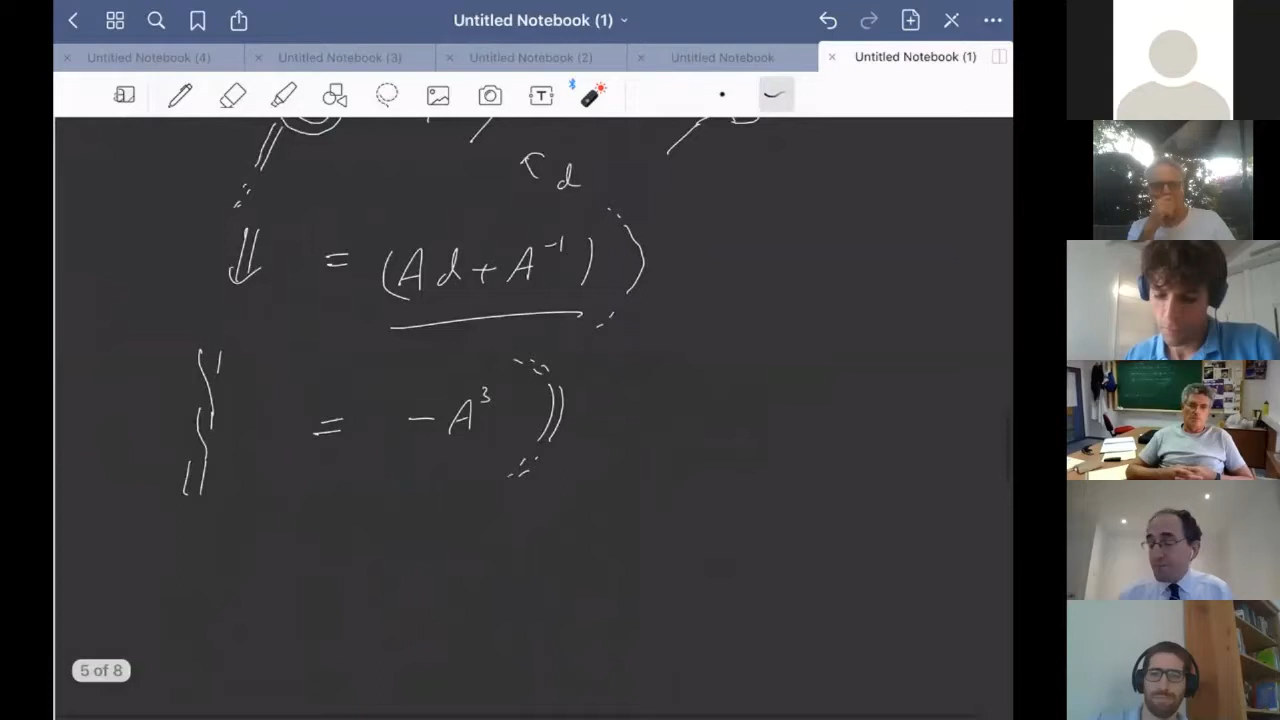 Untitled Notebook (1)
Untitled Notebook (4)
Untitled Notebook (3)
Untitled Notebook (2)
Untitled Notebook
Untitled Notebook (1)
T
d
= (Ad + A⁻¹)
= - A³
5 of 8